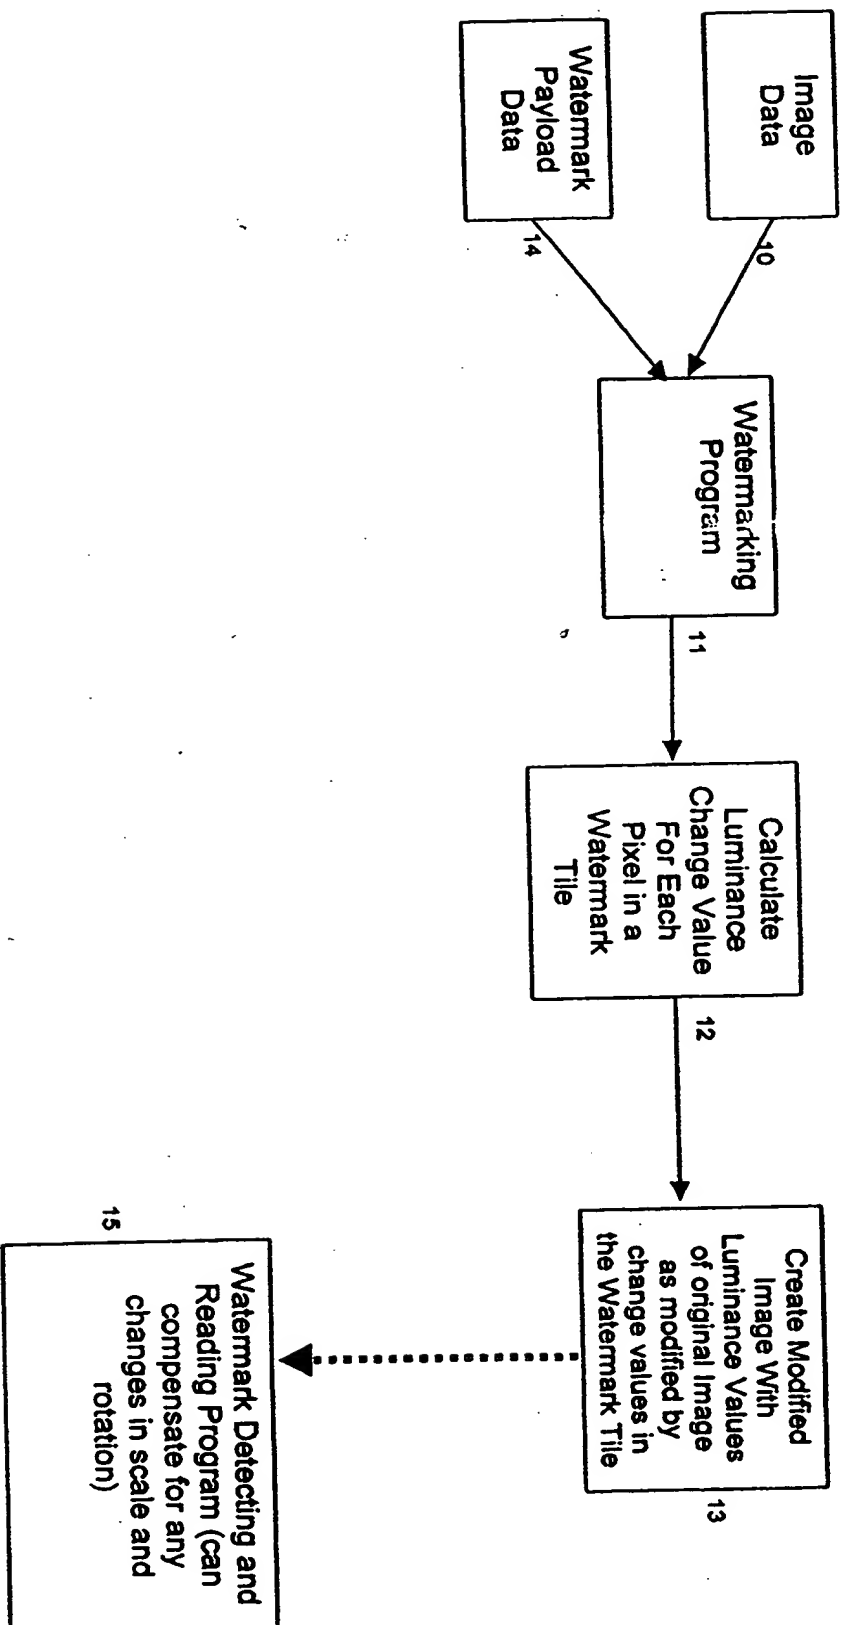 Image
Data
10
Watermark
Payload
Data
14
Watermarking
Program
11
Calculate
Luminance
Change Value
For Each
Pixel in a
Watermark
Tile
12
Create Modified
Image With
Luminance Values
of original Image
as modified by
change values in
the Watermark Tile
13
Watermark Detecting and
Reading Program (can
compensate for any
changes in scale and
rotation)
15